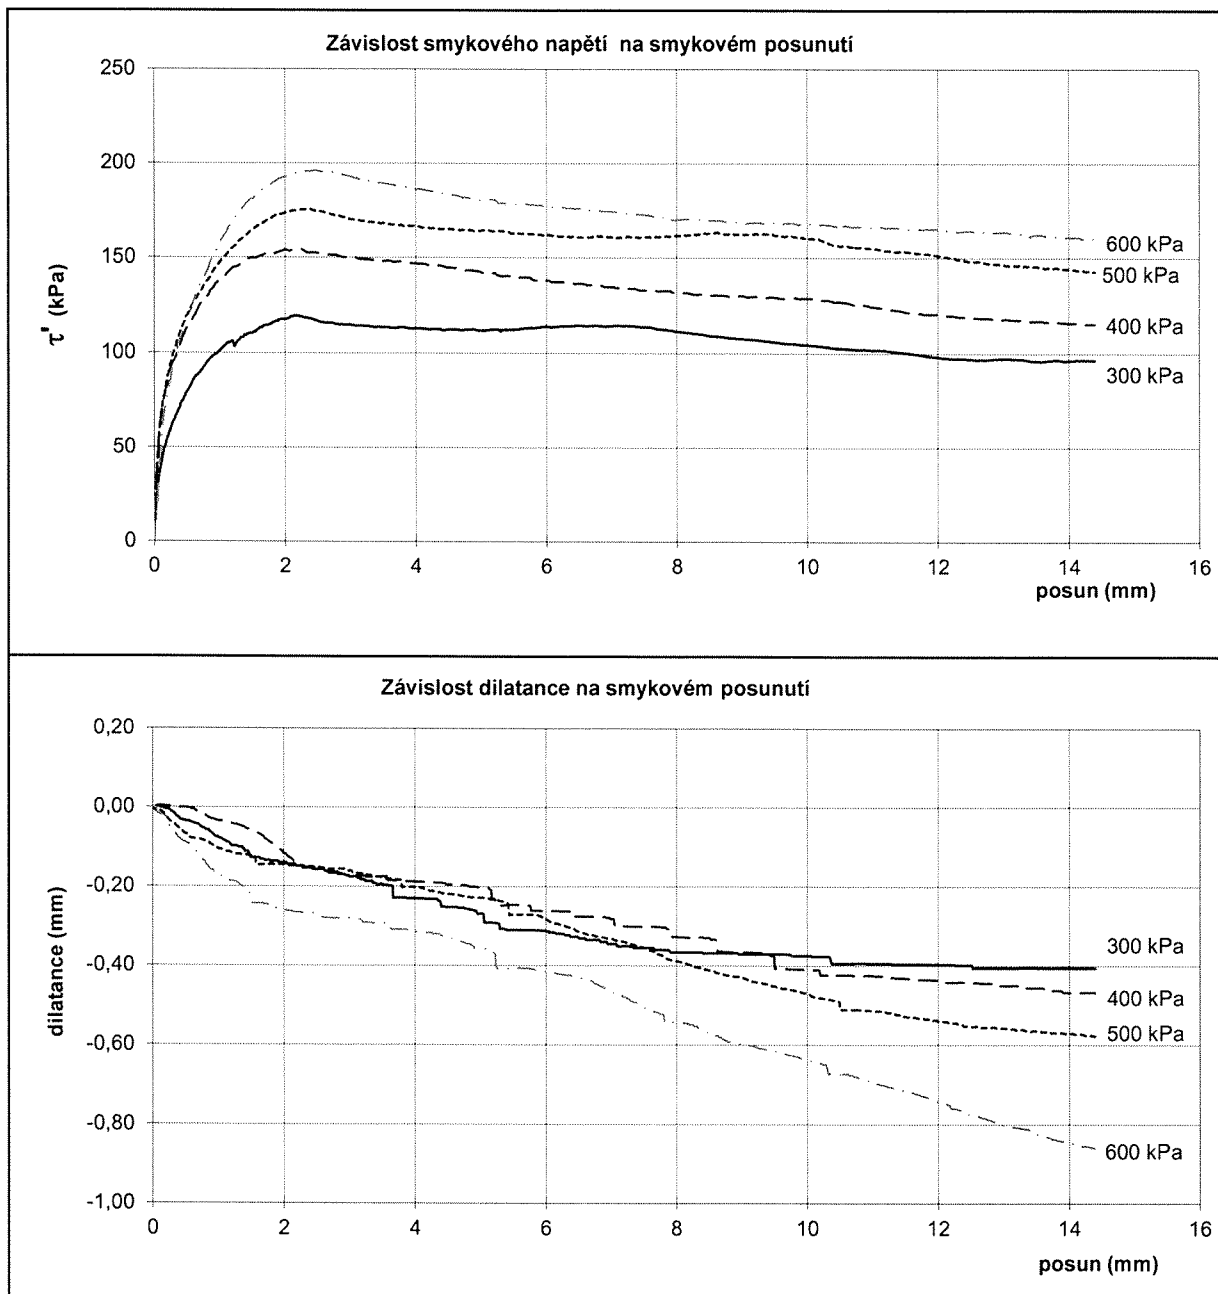 Závislost smykového napětí na smykovém posunutí
250
200
150
100
50
0
τ' (kPa)
600 kPa
500 kPa
400 kPa
300 kPa
0 2 4 6 8 10 12 14 16
posun (mm)
Závislost dilatance na smykovém posunutí
0,20
0,00
-0,20
-0,40
-0,60
-0,80
-1,00
dilatance (mm)
300 kPa
400 kPa
500 kPa
600 kPa
0 2 4 6 8 10 12 14 16
posun (mm)